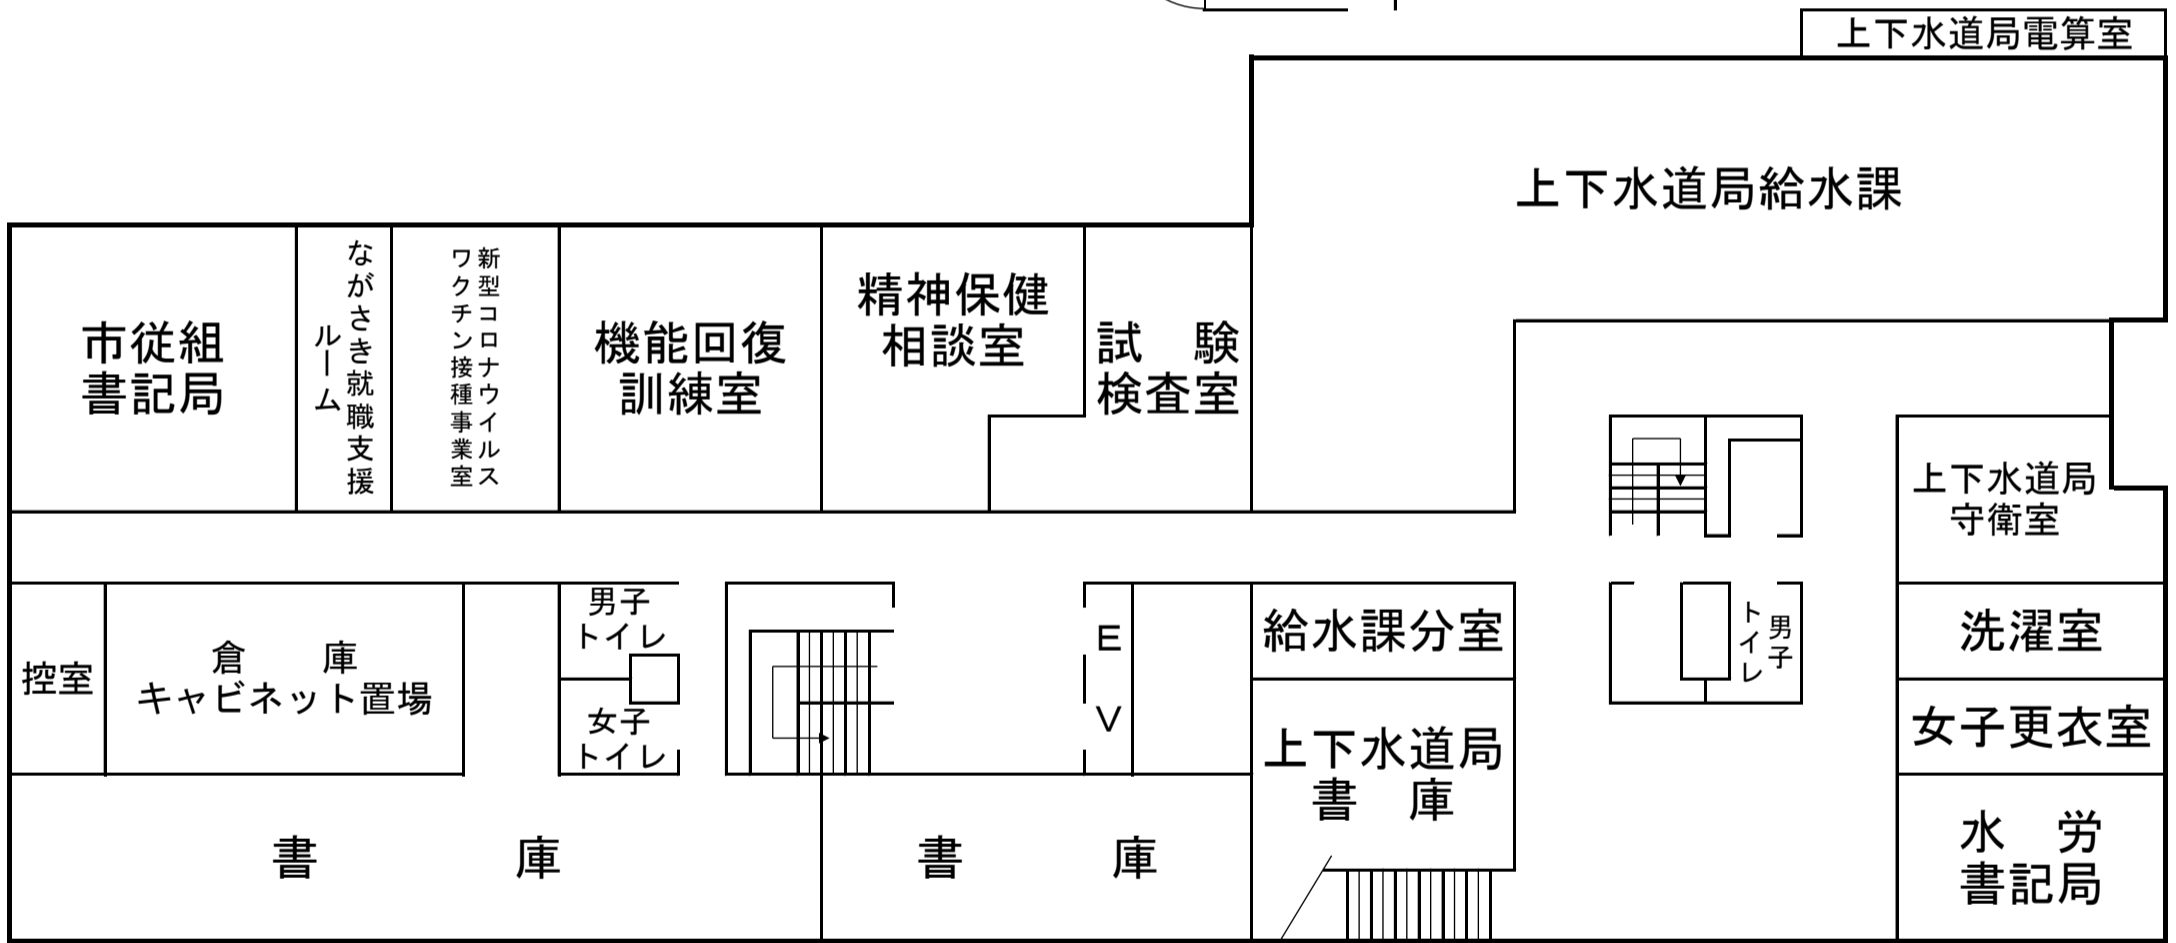 上下水道局電算室
上下水道局給水課
市従組
書記局
ながさき就職支援
ルーム
新型コロナウイルス
ワクチン接種事業室
機能回復
訓練室
精神保健
相談室
試　験
検査室
上下水道局
守衛室
控室
倉　庫
キャビネット置場
男子
トイレ
女子
トイレ
E
V
給水課分室
上下水道局
書　庫
男子
トイレ
洗濯室
女子更衣室
水　労
書記局
書　庫
書　庫